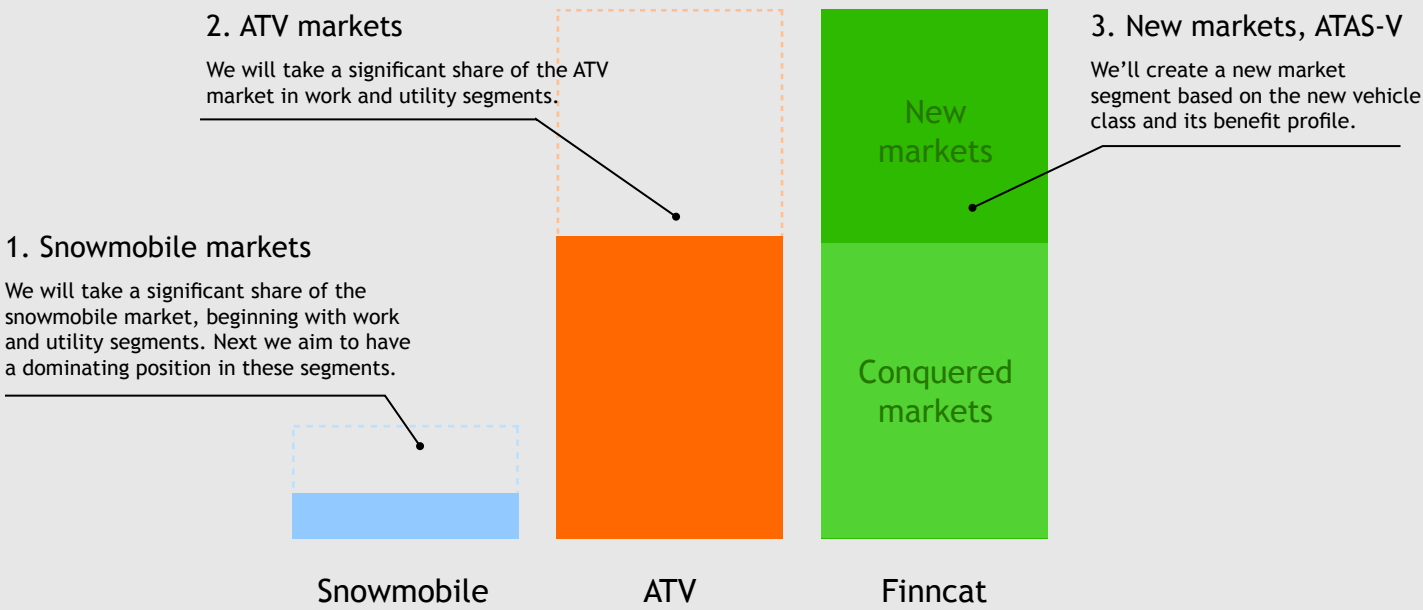 2. ATV markets
We will take a significant share of the ATV
market in work and utility segments.
3. New markets, ATAS-V
We’ll create a new market
segment based on the new vehicle
class and its benefit profile.
New
markets
1. Snowmobile markets
We will take a significant share of the
snowmobile market, beginning with work
and utility segments. Next we aim to have
a dominating position in these segments.
Conquered
markets
Snowmobile
ATV
Finncat